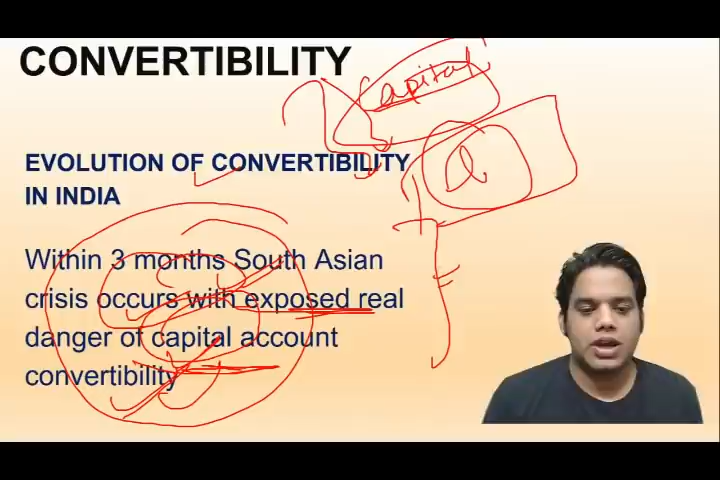 CONVERTIBILITY
Capital
EVOLUTION OF CONVERTIBILITY
IN INDIA
Within 3 months South Asian
crisis occurs with exposed real
danger of capital account
convertibility